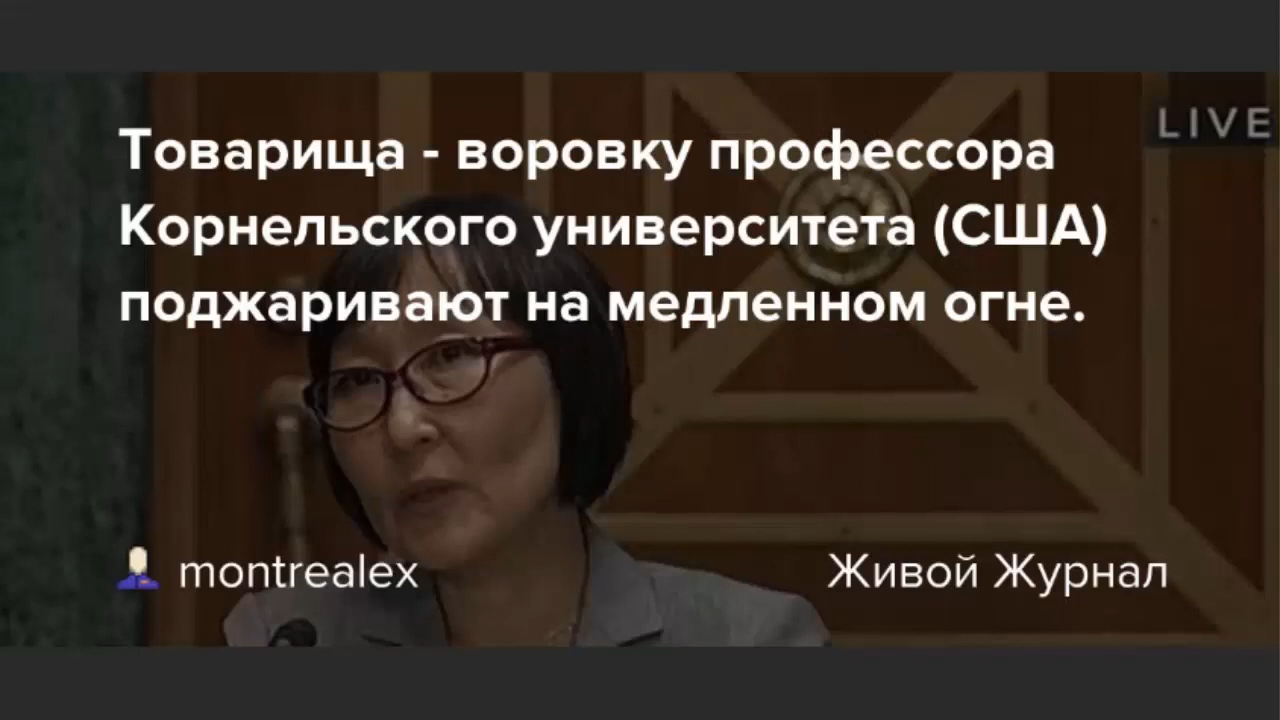 LIVE
Товарища - воровку профессора
Корнельского университета (США)
поджаривают на медленном огне.
montrealex
Живой Журнал